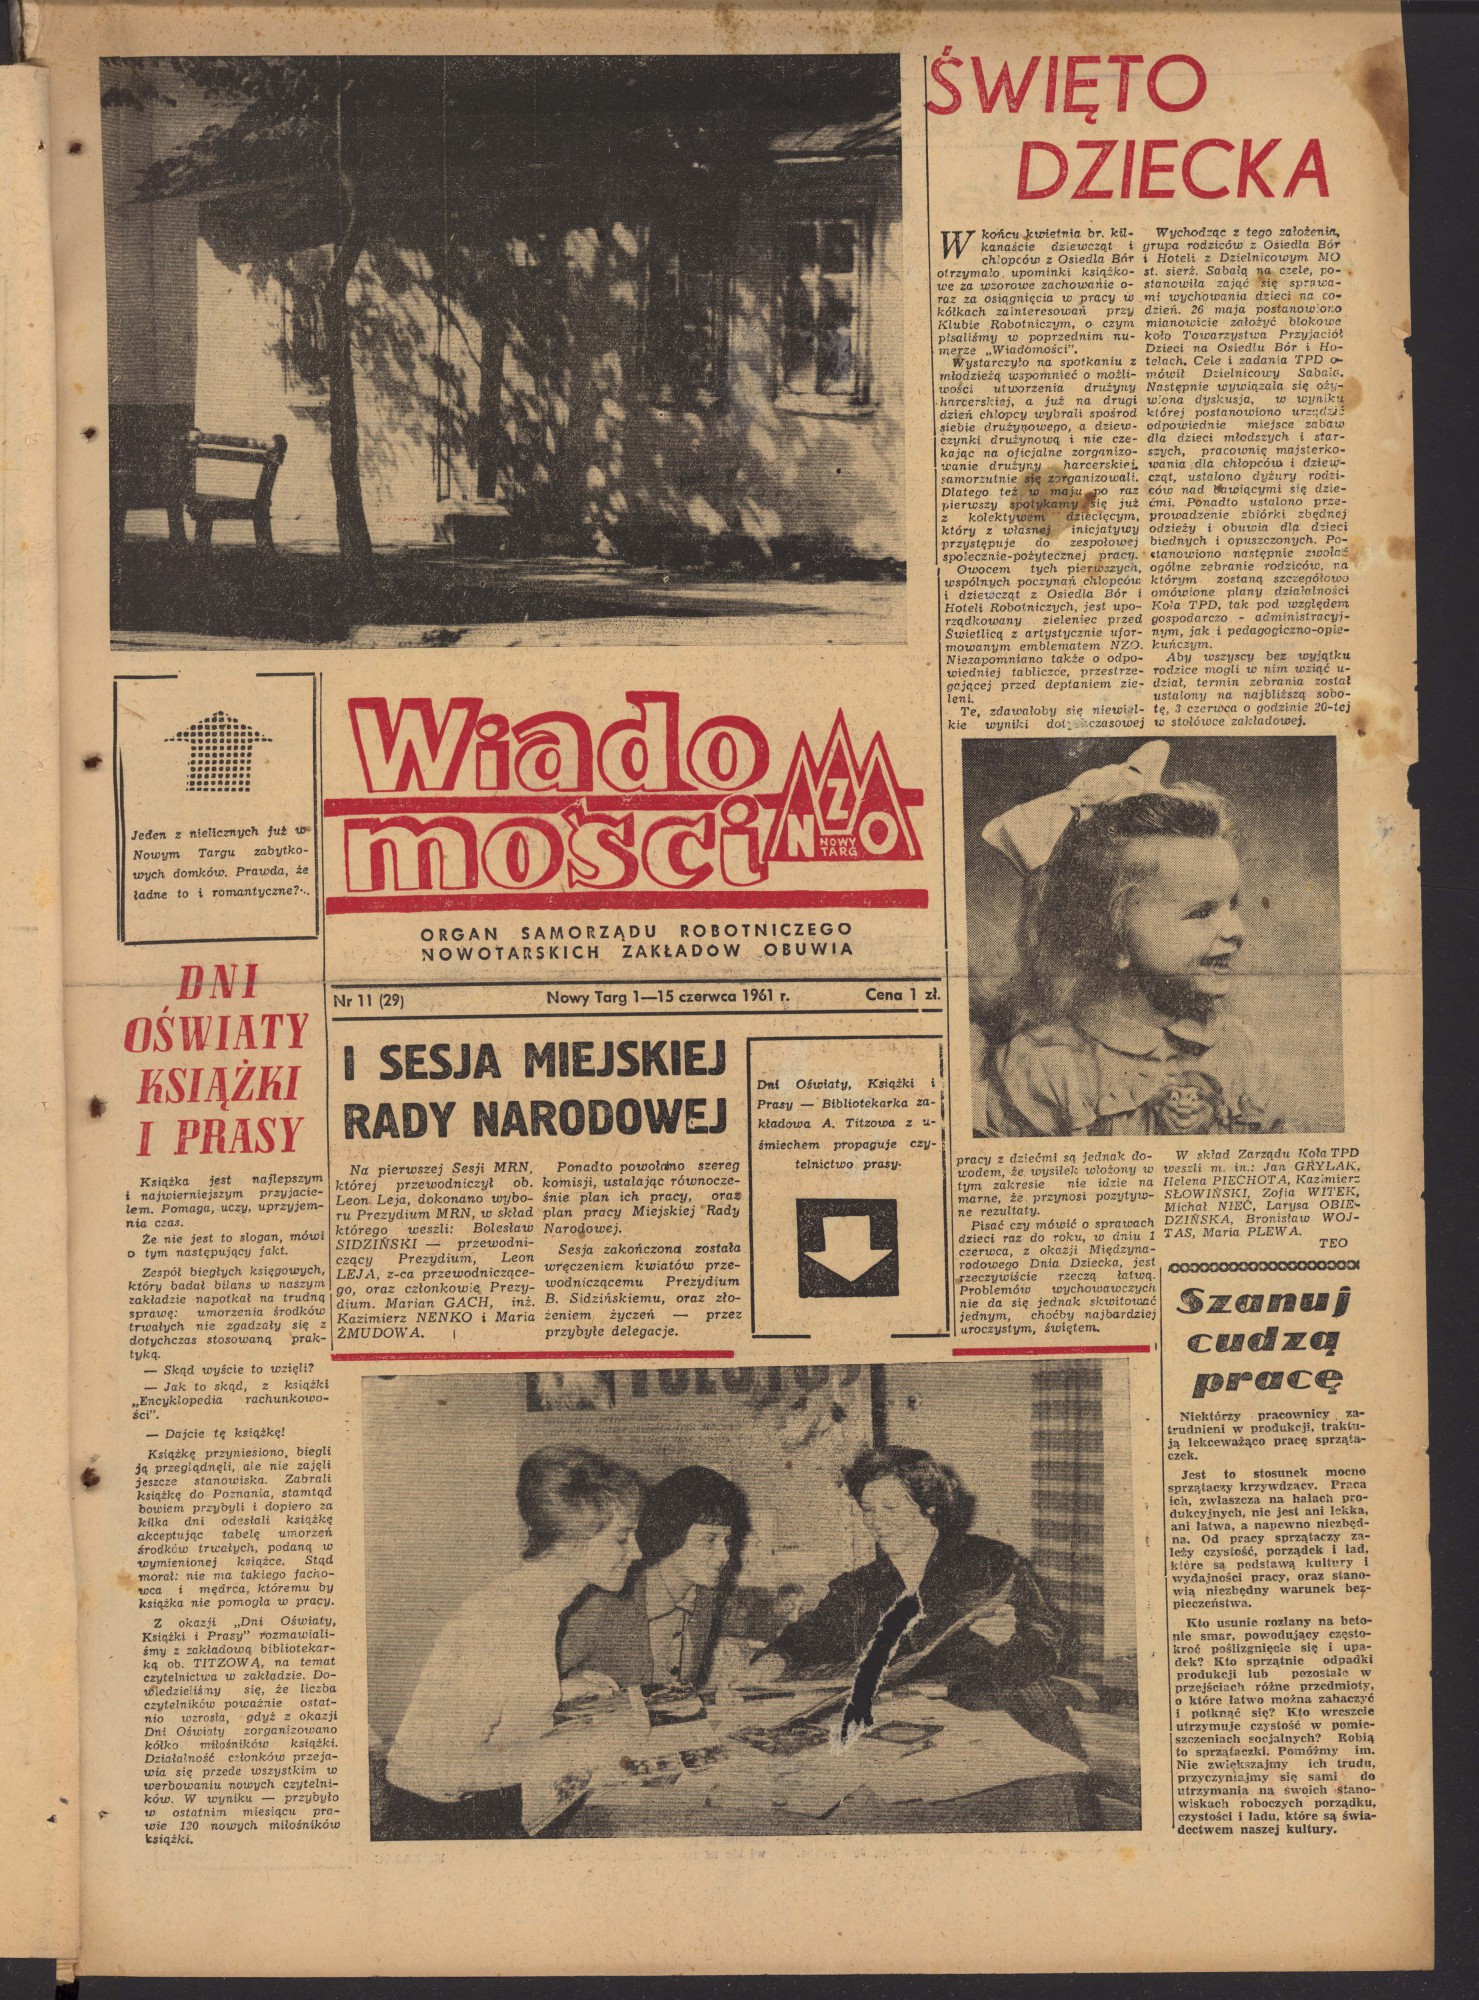 ŚWIĘTO
DZIECKA
W końcu kwietnia br. kil-
kanaście dziewcząt i
chłopców z Osiedla Bór
otrzymało upominki książko-
we za wzorowe zachowanie o-
raz za osiągnięcia w pracy w
kółkach zainteresowań przy
Klubie Robotniczym, o czym
pisaliśmy w poprzednim nu-
merze „Wiadomości”.
Wystarczyło na spotkaniu z
młodzieżą wspomnieć o możli-
wości utworzenia drużyny
harcerskiej, a już na drugi
dzień chłopcy wybrali spośród
siebie drużynowego, a dziew-
czynki drużynową i nie cze-
kając na oficjalne zorganizo-
wanie drużyny harcerskiej,
samorzutnie się zorganizowali.
Dlatego też w maju po raz
pierwszy spotykamy się już
z kolektywem dziecięcym,
który z własnej inicjatywy
przystępuje do zespołowej
społecznie-pożytecznej pracy.
Owocem tych pierwszych,
wspólnych poczynań chłopców
i dziewcząt z Osiedla Bór i
Hoteli Robotniczych, jest upo-
rządkowany zieleniec przed
Świetlicą z artystycznie ufor-
mowanym emblematem NZO.
Niezapomniano także o odpo-
wiedniej tabliczce, przestrze-
gającej przed deptaniem zie-
leni.
Te, zdawałoby się niewiel-
kie wyniki dotychczasowej
Wychodząc z tego założenia,
grupa rodziców z Osiedla Bór
i Hoteli z Dzielnicowym MO
st. sierż. Sabalą na czele, po-
stanowiła zająć się sprawa-
mi wychowania dzieci na co-
dzień. 26 maja postanowiono
mianowicie założyć blokowe
koło Towarzystwa Przyjaciół
Dzieci na Osiedlu Bór i Ho-
telach. Cele i zadania TPD o-
mówił Dzielnicowy Sabala.
Następnie wywiązała się oży-
wiona dyskusja, w wyniku
której postanowiono urządzić
odpowiednie miejsce zabaw
dla dzieci młodszych i star-
szych, pracownię majsterko-
wania dla chłopców i dziew-
cząt, ustalono dyżury rodzi-
ców nad bawiącymi się dzie-
ćmi. Ponadto ustalono prze-
prowadzenie zbiórki zbędnej
odzieży i obuwia dla dzieci
biednych i opuszczonych. Po-
stanowiono następnie zwołać
ogólne zebranie rodziców, na
którym zostaną szczegółowo
omówione plany działalności
Koła TPD, tak pod względem
gospodarczo - administracyj-
nym, jak i pedagogiczno-opie-
kuńczym.
Aby wszyscy bez wyjątku
rodzice mogli w nim wziąć u-
dział, termin zebrania został
ustalony na najbliższą sobo-
tę, 3 czerwca o godzinie 20-tej
w stołówce zakładowej.
Jeden z nielicznych już w
Nowym Targu zabytko-
wych domków. Prawda, że
ładne to i romantyczne?..
Wiado
mości
NZO
NOWY
TARG
ORGAN SAMORZĄDU ROBOTNICZEGO
NOWOTARSKICH ZAKŁADÓW OBUWIA
Nr 11 (29) Nowy Targ 1—15 czerwca 1961 r. Cena 1 zł.
DNI
OŚWIATY
KSIĄŻKI
I PRASY
Książka jest najlepszym
i najwierniejszym przyjacie-
lem. Pomaga, uczy, uprzyjem-
nia czas.
Że nie jest to slogan, mówi
o tym następujący fakt.
Zespół biegłych księgowych,
który badał bilans w naszym
zakładzie napotkał na trudną
sprawę: umorzenia środków
trwałych nie zgadzały się z
dotychczas stosowaną prak-
tyką.
— Skąd wyście to wzięli?
— Jak to skąd, z książki
„Encyklopedia rachunkowo-
ści”.
— Dajcie tę książkę!
Książkę przyniesiono, biegli
ją przeglądnęli, ale nie zajęli
jeszcze stanowiska. Zabrali
książkę do Poznania, stamtąd
bowiem przybyli i dopiero za
kilka dni odesłali książkę
akceptując tabelę umorzeń
środków trwałych, podaną w
wymienionej książce. Stąd
morał: nie ma takiego facho-
wca i mędrca, któremu by
książka nie pomogła w pracy.
Z okazji „Dni Oświaty,
Książki i Prasy” rozmawiali-
śmy z zakładową bibliotekar-
ką ob. TITZOWĄ, na temat
czytelnictwa w zakładzie. Do-
wiedzieliśmy się, że liczba
czytelników poważnie ostat-
nio wzrosła, gdyż z okazji
Dni Oświaty zorganizowano
kółko miłośników książki.
Działalność członków przeja-
wia się przede wszystkim w
werbowaniu nowych czytelni-
ków. W wyniku — przybyło
w ostatnim miesiącu pra-
wie 120 nowych miłośników
książki.
I SESJA MIEJSKIEJ
RADY NARODOWEJ
Na pierwszej Sesji MRN,
której przewodniczył ob.
Leon Leja, dokonano wybo-
ru Prezydium MRN, w skład
którego weszli: Bolesław
SIDZIŃSKI — przewodni-
czący Prezydium, Leon
LEJA, z-ca przewodniczące-
go, oraz członkowie Prezy-
dium. Marian GACH, inż.
Kazimierz NENKO i Maria
ŻMUDOWA.
Ponadto powołano szereg
komisji, ustalając równocze-
śnie plan ich pracy, oraz
plan pracy Miejskiej Rady
Narodowej.
Sesja zakończona została
wręczeniem kwiatów prze-
wodniczącemu Prezydium
B. Sidzińskiemu, oraz zło-
żeniem życzeń — przez
przybyłe delegacje.
Dni Oświaty, Książki i
Prasy — Bibliotekarka za-
kładowa A. Titzowa z u-
śmiechem propaguje czy-
telnictwo prasy.
pracy z dziećmi są jednak do-
wodem, że wysiłek włożony w
tym zakresie nie idzie na
marne, że przynosi pozytyw-
ne rezultaty.
Pisać czy mówić o sprawach
dzieci raz do roku, w dniu 1
czerwca, z okazji Międzyna-
rodowego Dnia Dziecka, jest
rzeczywiście rzeczą łatwą.
Problemów wychowawczych
nie da się jednak skwitować
jednym, choćby najbardziej
uroczystym, świętem.
W skład Zarządu Koła TPD
weszli m. in.: Jan GRYLAK,
Helena PIECHOTA, Kazimierz
SŁOWIŃSKI, Zofia WITEK,
Michał NIEĆ, Larysa OBIE-
DZIŃSKA, Bronisław WOJ-
TAS, Maria PLEWA.
TEO
Szanuj
cudzą
pracę
Niektórzy pracownicy za-
trudnieni w produkcji, traktu-
ją lekceważąco pracę sprząta-
czek.
Jest to stosunek mocno
sprzątaczy krzywdzący. Praca
ich, zwłaszcza na halach pro-
dukcyjnych, nie jest ani lekka,
ani łatwa, a napewno niezbęd-
na. Od pracy sprzątaczy za-
leży czystość, porządek i ład,
które są podstawą kultury i
wydajności pracy, oraz stano-
wią niezbędny warunek bez-
pieczeństwa.
Kto usunie rozlany na beto-
nie smar, powodujący często-
kroć poślizgnięcie się i upa-
dek? Kto sprzątnie odpadki
produkcji lub pozostałe w
przejściach różne przedmioty,
o które łatwo można zahaczyć
i potknąć się? Kto wreszcie
utrzymuje czystość w pomie-
szczeniach socjalnych? Robią
to sprzątaczki. Pomóżmy im.
Nie zwiększajmy ich trudu,
przyczyniajmy się sami do
utrzymania na swoich stano-
wiskach roboczych porządku,
czystości i ładu, które są świa-
dectwem naszej kultury.